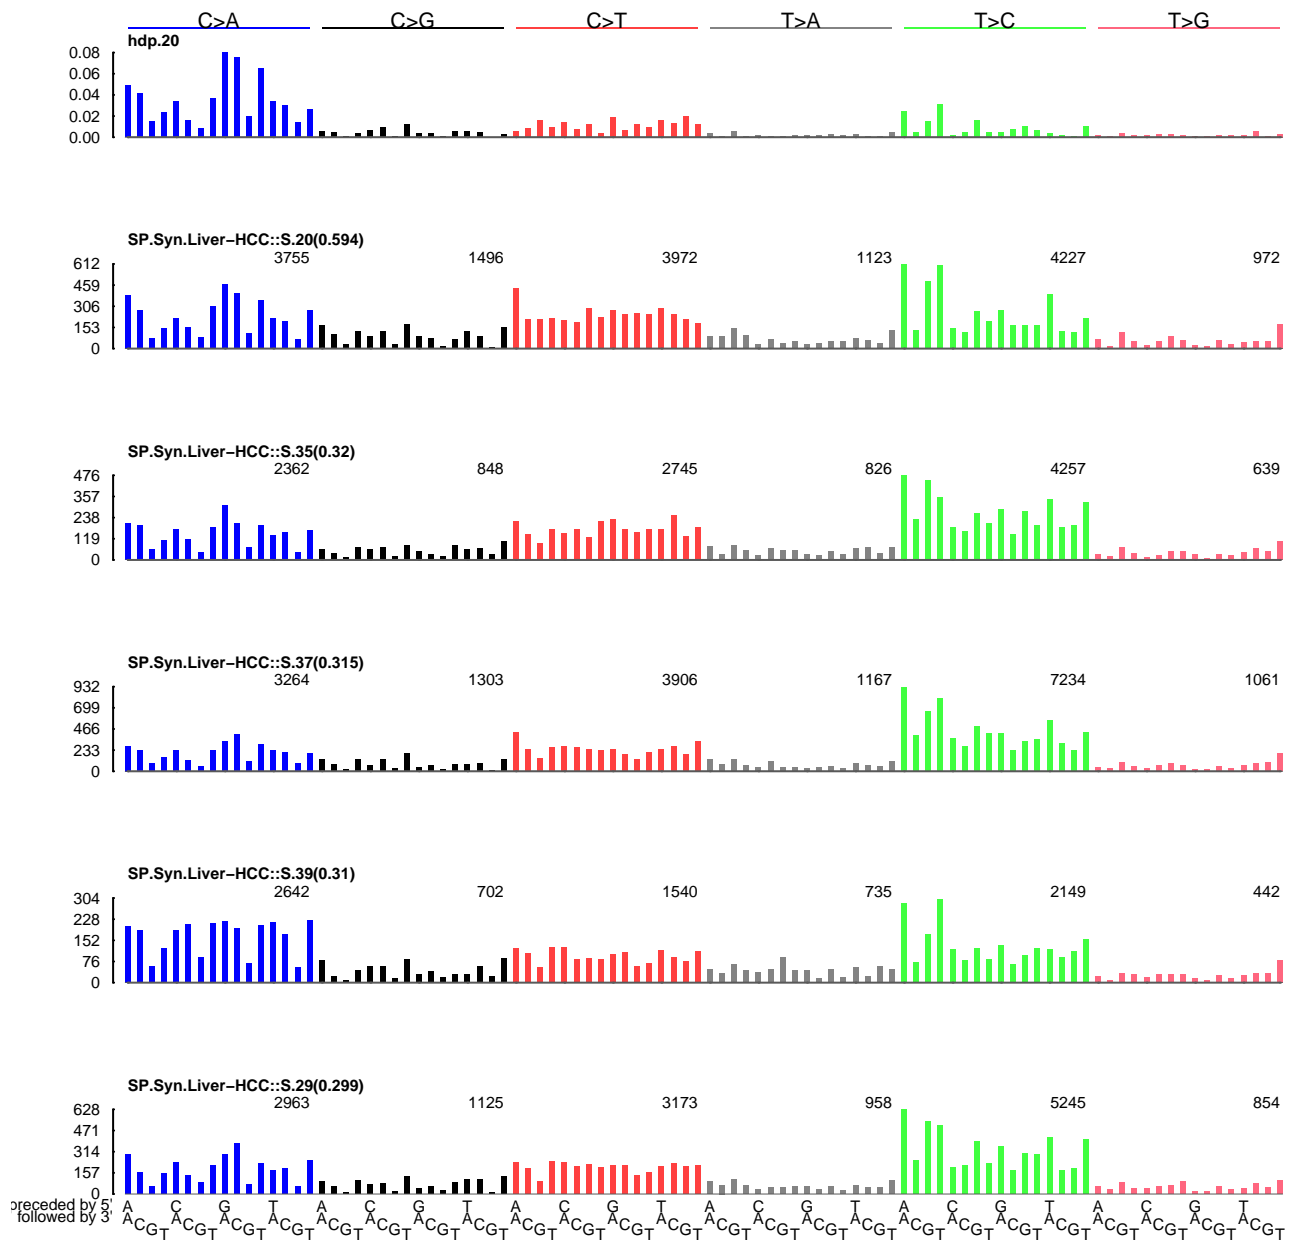 C>A C>G C>T T>A T>C T>G
hdp.20
0.08
0.06
0.04
0.02
0.00
SP.Syn.Liver−HCC::S.20(0.594)
3755 1496 3972 1123 4227 972
612
459
306
153
0
SP.Syn.Liver−HCC::S.35(0.32)
2362 848 2745 826 4257 639
476
357
238
119
0
SP.Syn.Liver−HCC::S.37(0.315)
3264 1303 3906 1167 7234 1061
932
699
466
233
0
SP.Syn.Liver−HCC::S.39(0.31)
2642 702 1540 735 2149 442
304
228
152
76
0
SP.Syn.Liver−HCC::S.29(0.299)
2963 1125 3173 958 5245 854
628
471
314
157
0
preceded by 5' A C G T A C G T A C G T A C G T A C G T A C G T
followed by 3' A C G T A C G T A C G T A C G T A C G T A C G T A C G T A C G T A C G T A C G T A C G T A C G T A C G T A C G T A C G T A C G T A C G T A C G T A C G T A C G T A C G T A C G T A C G T A C G T